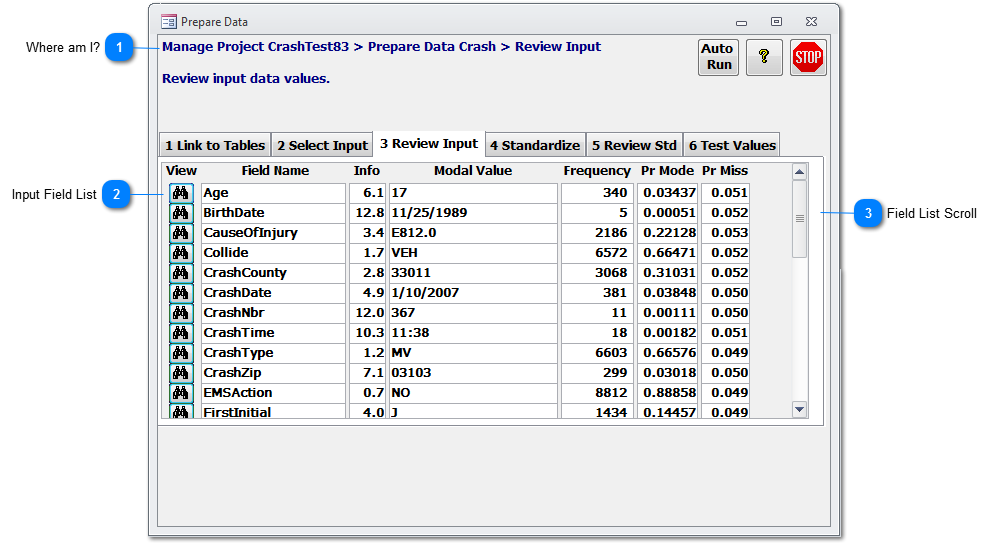 Prepare Data
Where am I? 1
Manage Project CrashTest83 > Prepare Data Crash > Review Input
Auto Run
?
STOP
Review input data values.
1 Link to Tables 2 Select Input 3 Review Input 4 Standardize 5 Review Std 6 Test Values
View Field Name Info Modal Value Frequency Pr Mode Pr Miss
Input Field List 2
Age 6.1 17 340 0.03437 0.051
BirthDate 12.8 11/25/1989 5 0.00051 0.052
3 Field List Scroll
CauseOfInjury 3.4 E812.0 2186 0.22128 0.053
Collide 1.7 VEH 6572 0.66471 0.052
CrashCounty 2.8 33011 3068 0.31031 0.052
CrashDate 4.9 1/10/2007 381 0.03848 0.050
CrashNbr 12.0 367 11 0.00111 0.050
CrashTime 10.3 11:38 18 0.00182 0.051
CrashType 1.2 MV 6603 0.66576 0.049
CrashZip 7.1 03103 299 0.03018 0.050
EMSAction 0.7 NO 8812 0.88858 0.049
FirstInitial 4.0 J 1434 0.14457 0.049